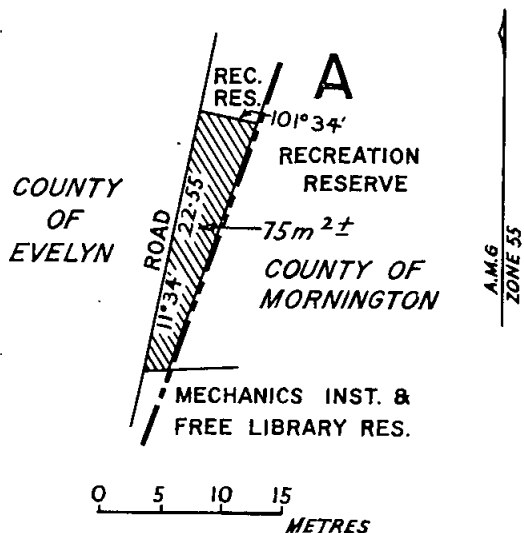 A
REC.
RES.
101°34'
RECREATION
RESERVE
COUNTY
OF
EVELYN
ROAD
22·55
11°34'
75m²±
COUNTY OF
MORNINGTON
A.M.G
ZONE 55
MECHANICS INST. &
FREE LIBRARY RES.
0 5 10 15
METRES